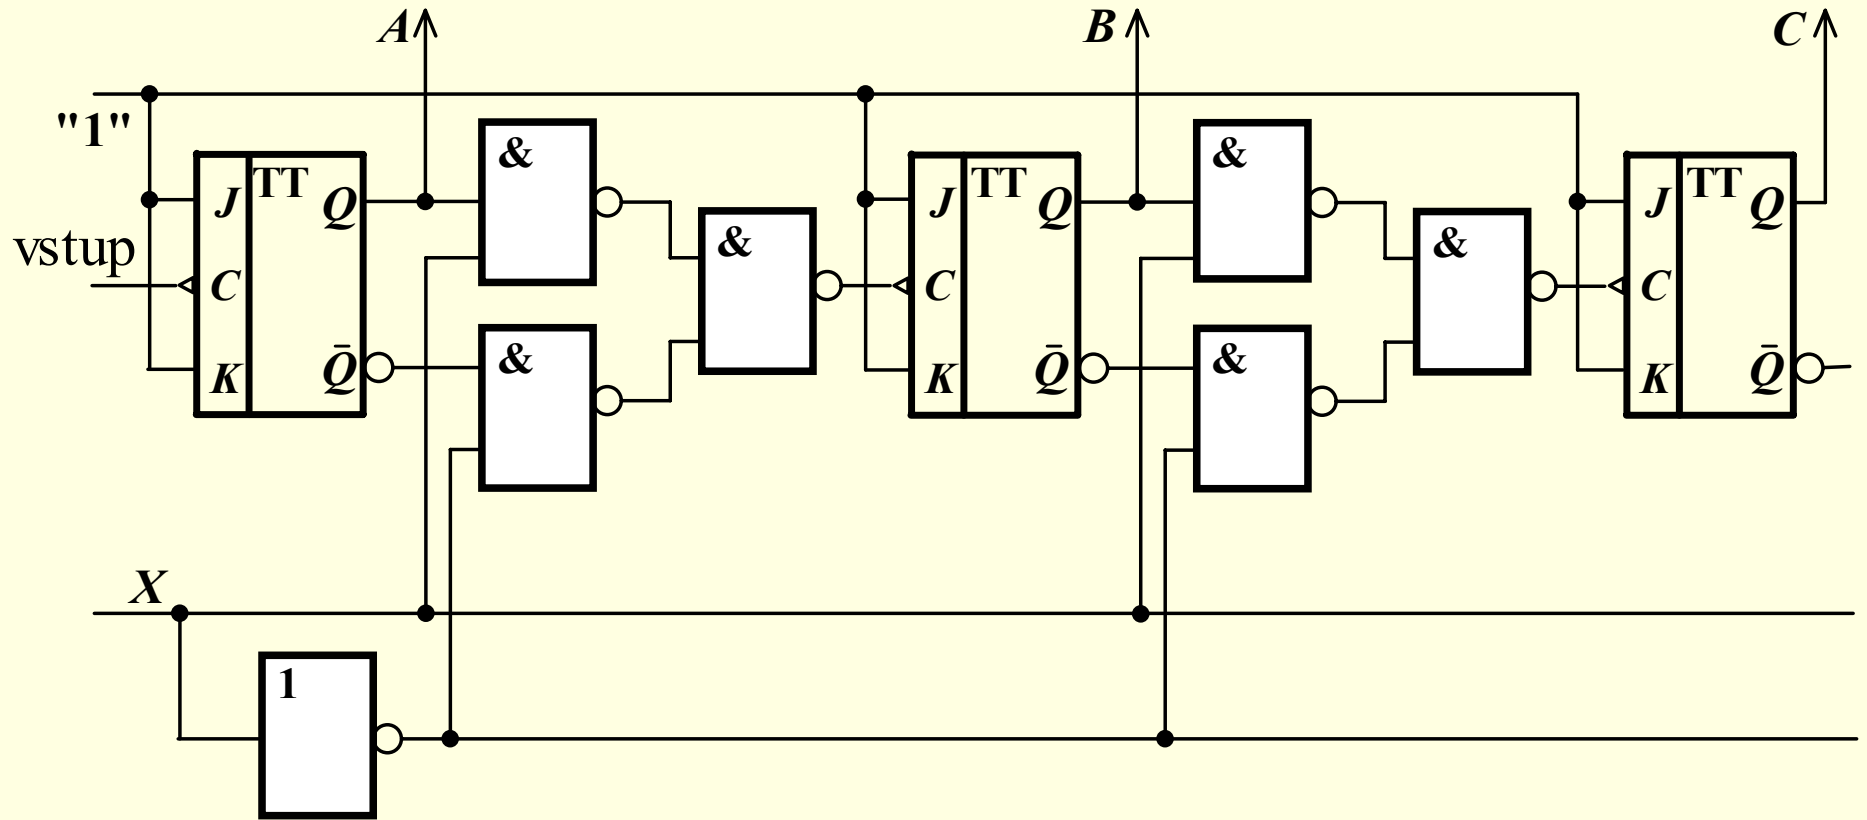 A B C
"1"
& &
J TT Q & J TT Q & J TT Q
vstup C C C
K Q̄ & K Q̄ & K Q̄
X
1